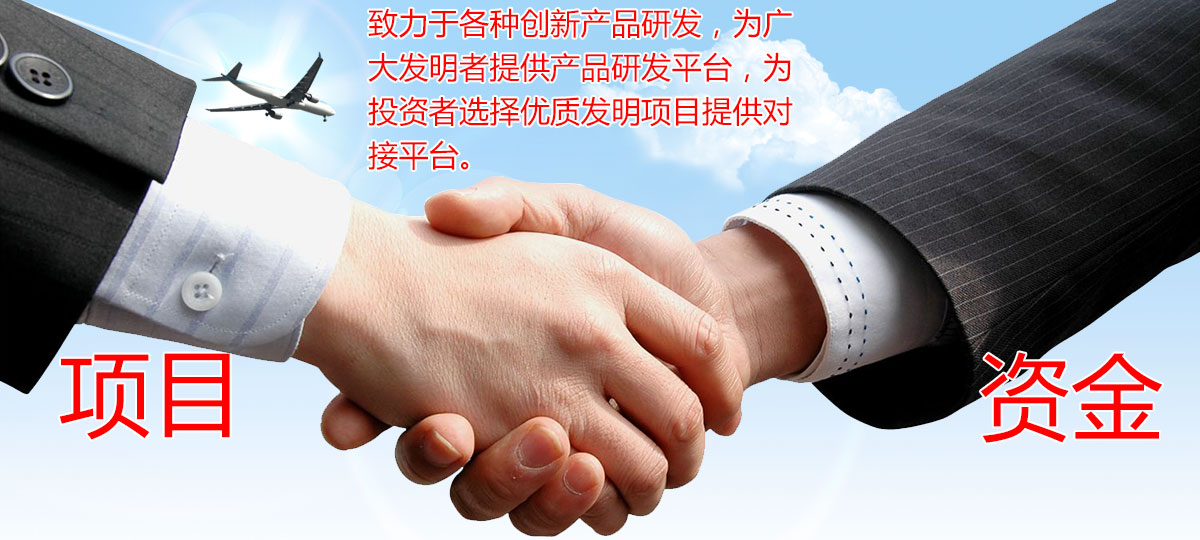 致力于各种创新产品研发，为广
大发明者提供产品研发平台，为
投资者选择优质发明项目提供对
接平台。
项目
资金